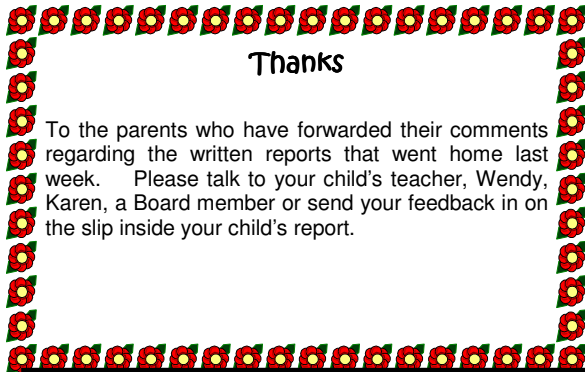 Thanks
To the parents who have forwarded their comments
regarding the written reports that went home last
week. Please talk to your child's teacher, Wendy,
Karen, a Board member or send your feedback in on
the slip inside your child's report.